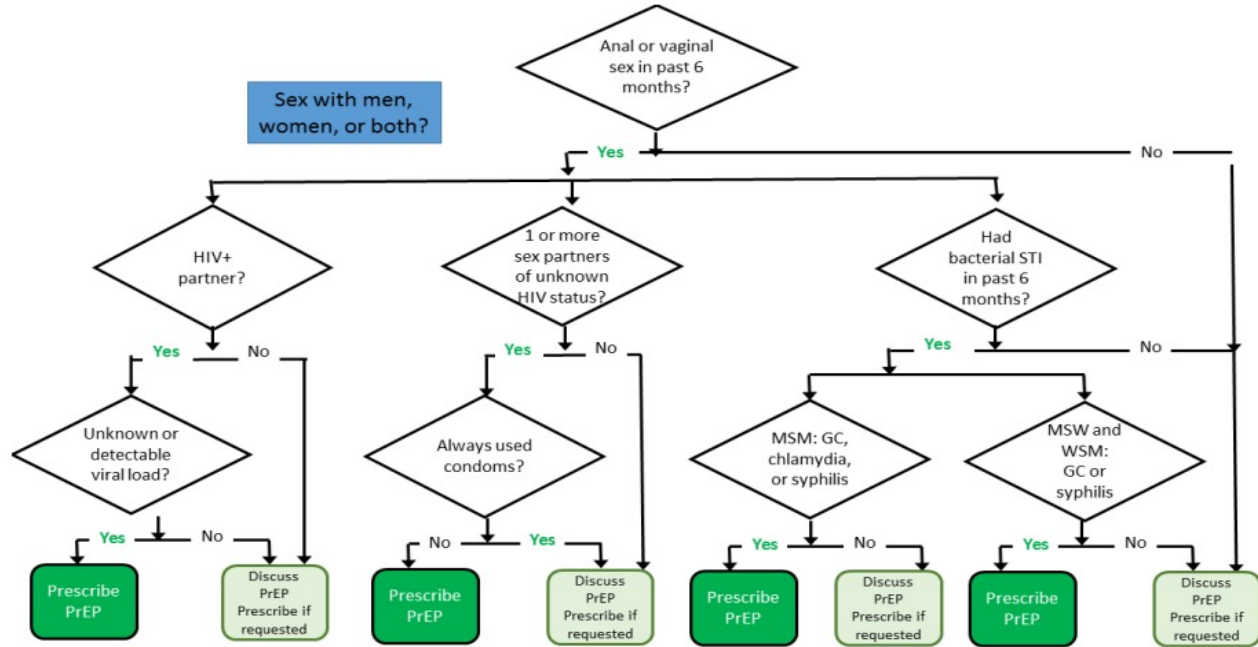 Anal or vaginal
sex in past 6
months?
Sex with men,
women, or both?
Yes
No
HIV+
partner?
1 or more
sex partners
of unknown
HIV status?
Had
bacterial STI
in past 6
months?
Yes
No
Yes
No
Yes
No
Unknown or
detectable
viral load?
Always used
condoms?
MSM: GC,
chlamydia,
or syphilis
MSW and
WSM:
GC or
syphilis
Yes
No
No
Yes
Yes
No
Yes
No
Prescribe
PrEP
Discuss
PrEP
Prescribe if
requested
Prescribe
PrEP
Discuss
PrEP
Prescribe if
requested
Prescribe
PrEP
Discuss
PrEP
Prescribe if
requested
Prescribe
PrEP
Discuss
PrEP
Prescribe if
requested